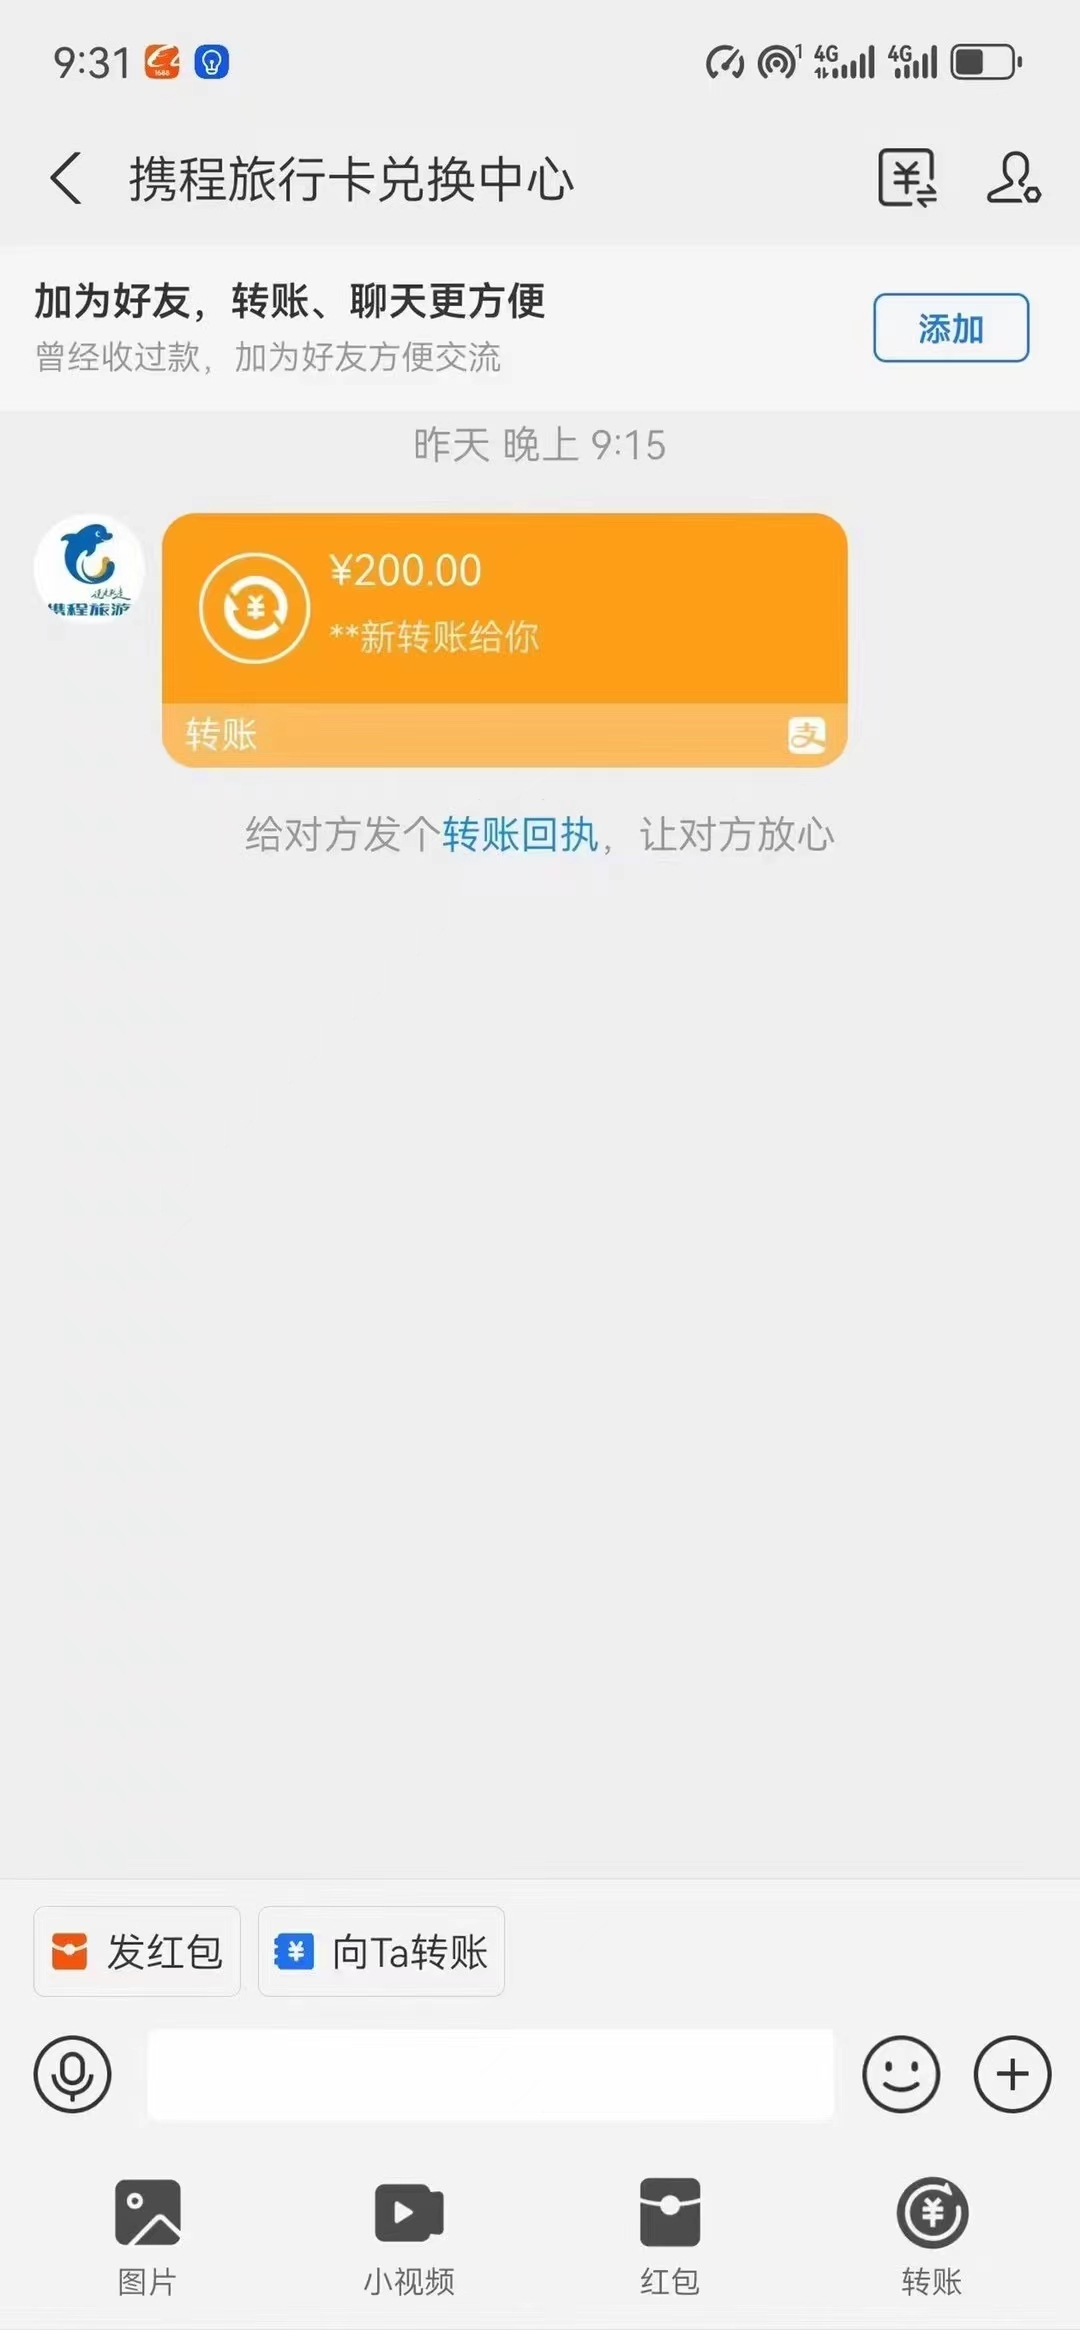 9:31
1688
1 4G 4G
携程旅行卡兑换中心
加为好友，转账、聊天更方便
曾经收过款，加为好友方便交流
添加
昨天 晚上 9:15
¥200.00
**新转账给你
携程旅游
转账
支
给对方发个转账回执，让对方放心
发红包
向Ta转账
图片
小视频
红包
转账